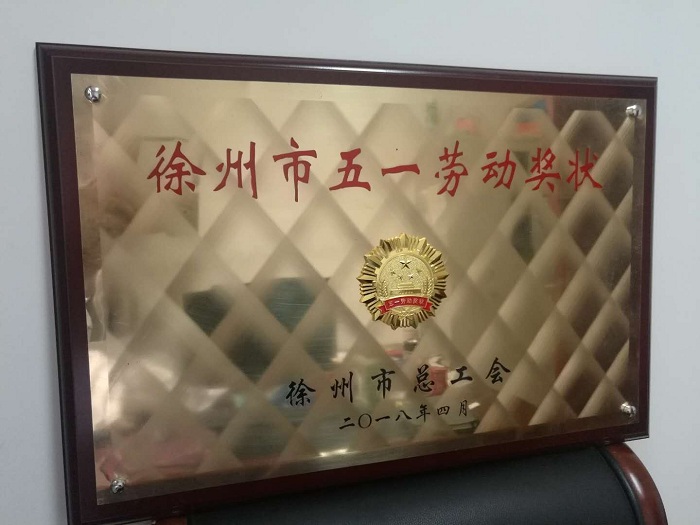 徐州市五一劳动奖状
五一劳动奖状
徐州市总工会
二〇一八年四月